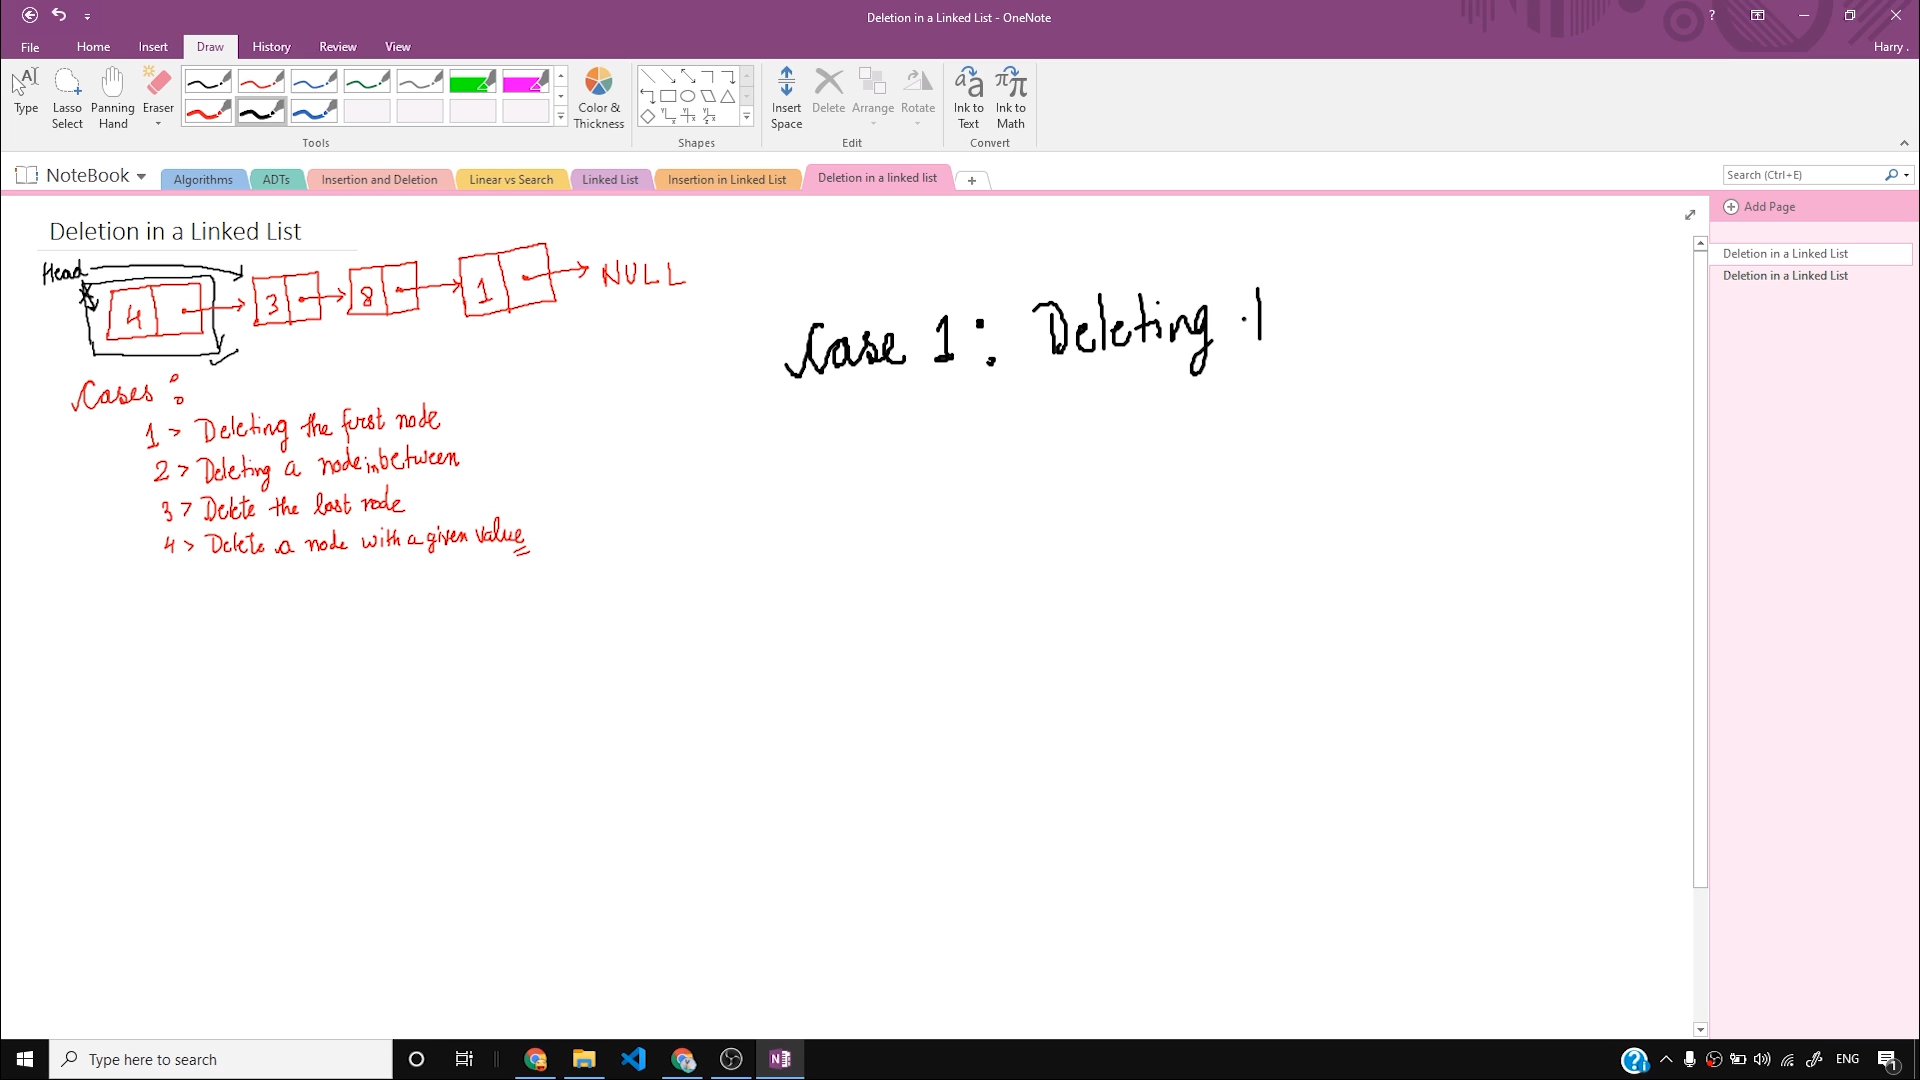 Deletion in a Linked List - OneNote
?
File Home Insert Draw History Review View
Harry .
Type
Lasso Select
Panning Hand
Eraser
Color & Thickness
Insert Space
Delete
Arrange
Rotate
Ink to Text
Ink to Math
Tools Shapes Edit Convert
NoteBook
Algorithms ADTs Insertion and Deletion Linear vs Search Linked List Insertion in Linked List Deletion in a linked list +
Search (Ctrl+E)
Add Page
Deletion in a Linked List
Deletion in a Linked List
Deletion in a Linked List
Head
4 3 8 1 NULL
Cases :
1 > Deleting the first node
2 > Deleting a node in between
3 > Delete the last node
4 > Delete a node with a given value
Case 1 : Deleting
Type here to search
ENG
1